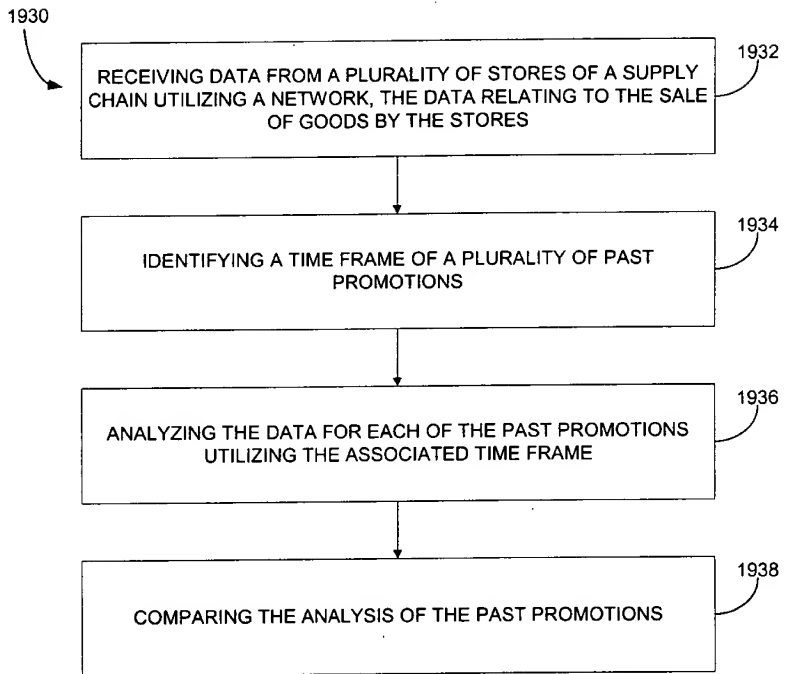 1930
1932
RECEIVING DATA FROM A PLURALITY OF STORES OF A SUPPLY
CHAIN UTILIZING A NETWORK, THE DATA RELATING TO THE SALE
OF GOODS BY THE STORES
1934
IDENTIFYING A TIME FRAME OF A PLURALITY OF PAST
PROMOTIONS
1936
ANALYZING THE DATA FOR EACH OF THE PAST PROMOTIONS
UTILIZING THE ASSOCIATED TIME FRAME
1938
COMPARING THE ANALYSIS OF THE PAST PROMOTIONS